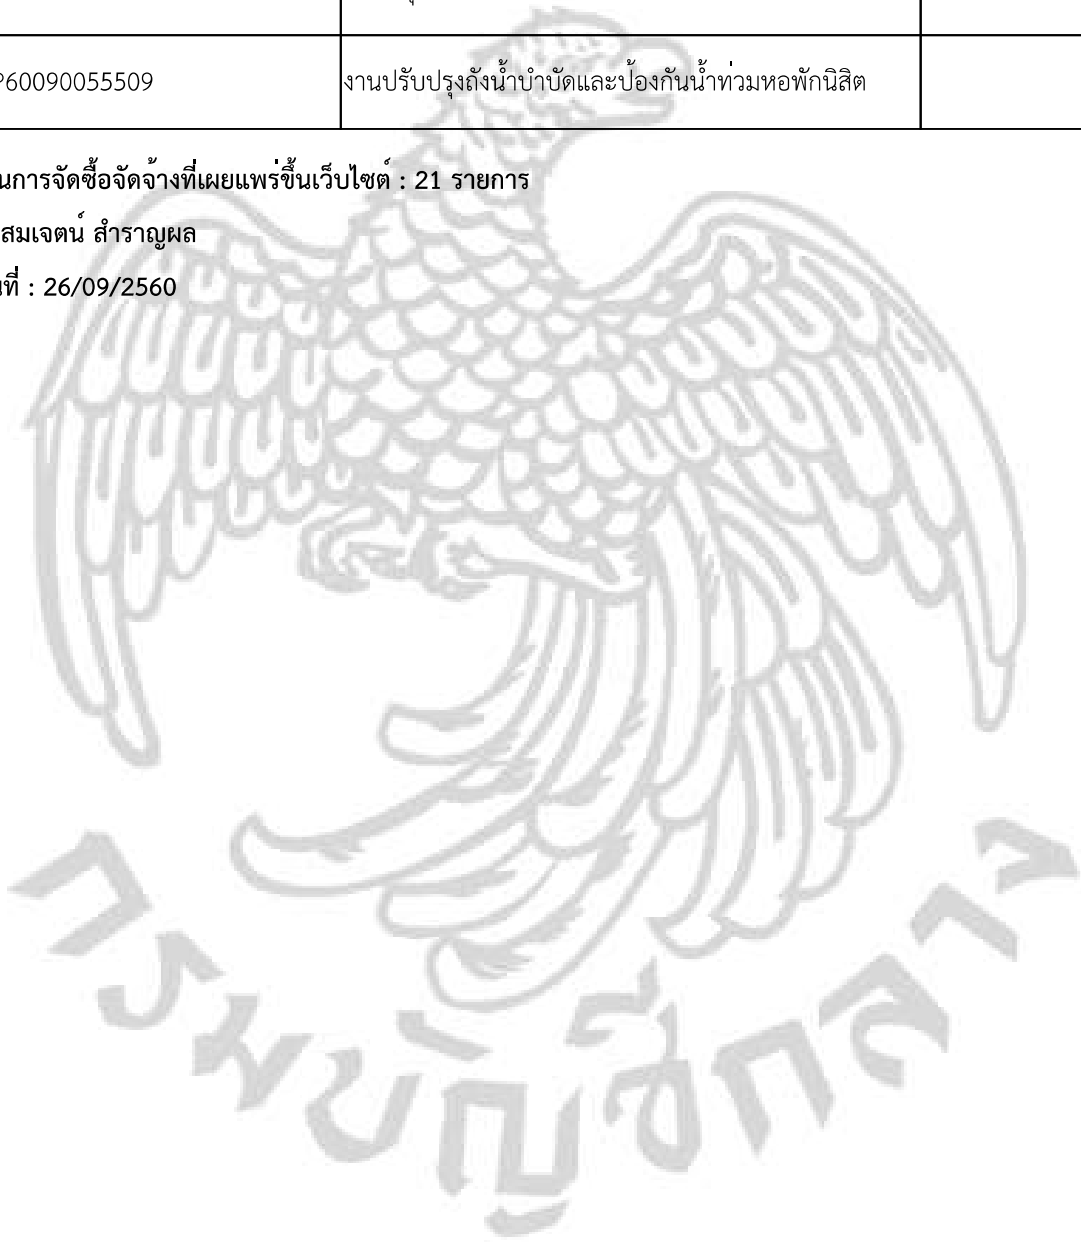 P60090055509 งานปรับปรุงถังน้ำบำบัดและป้องกันน้ำท่วมหอพักนิสิต
นการจัดซื้อจัดจ้างที่เผยแพร่ขึ้นเว็บไซต์ : 21 รายการ
สมเจตน์ สำราญผล
นที่ : 26/09/2560
กรมบัญชีกลาง